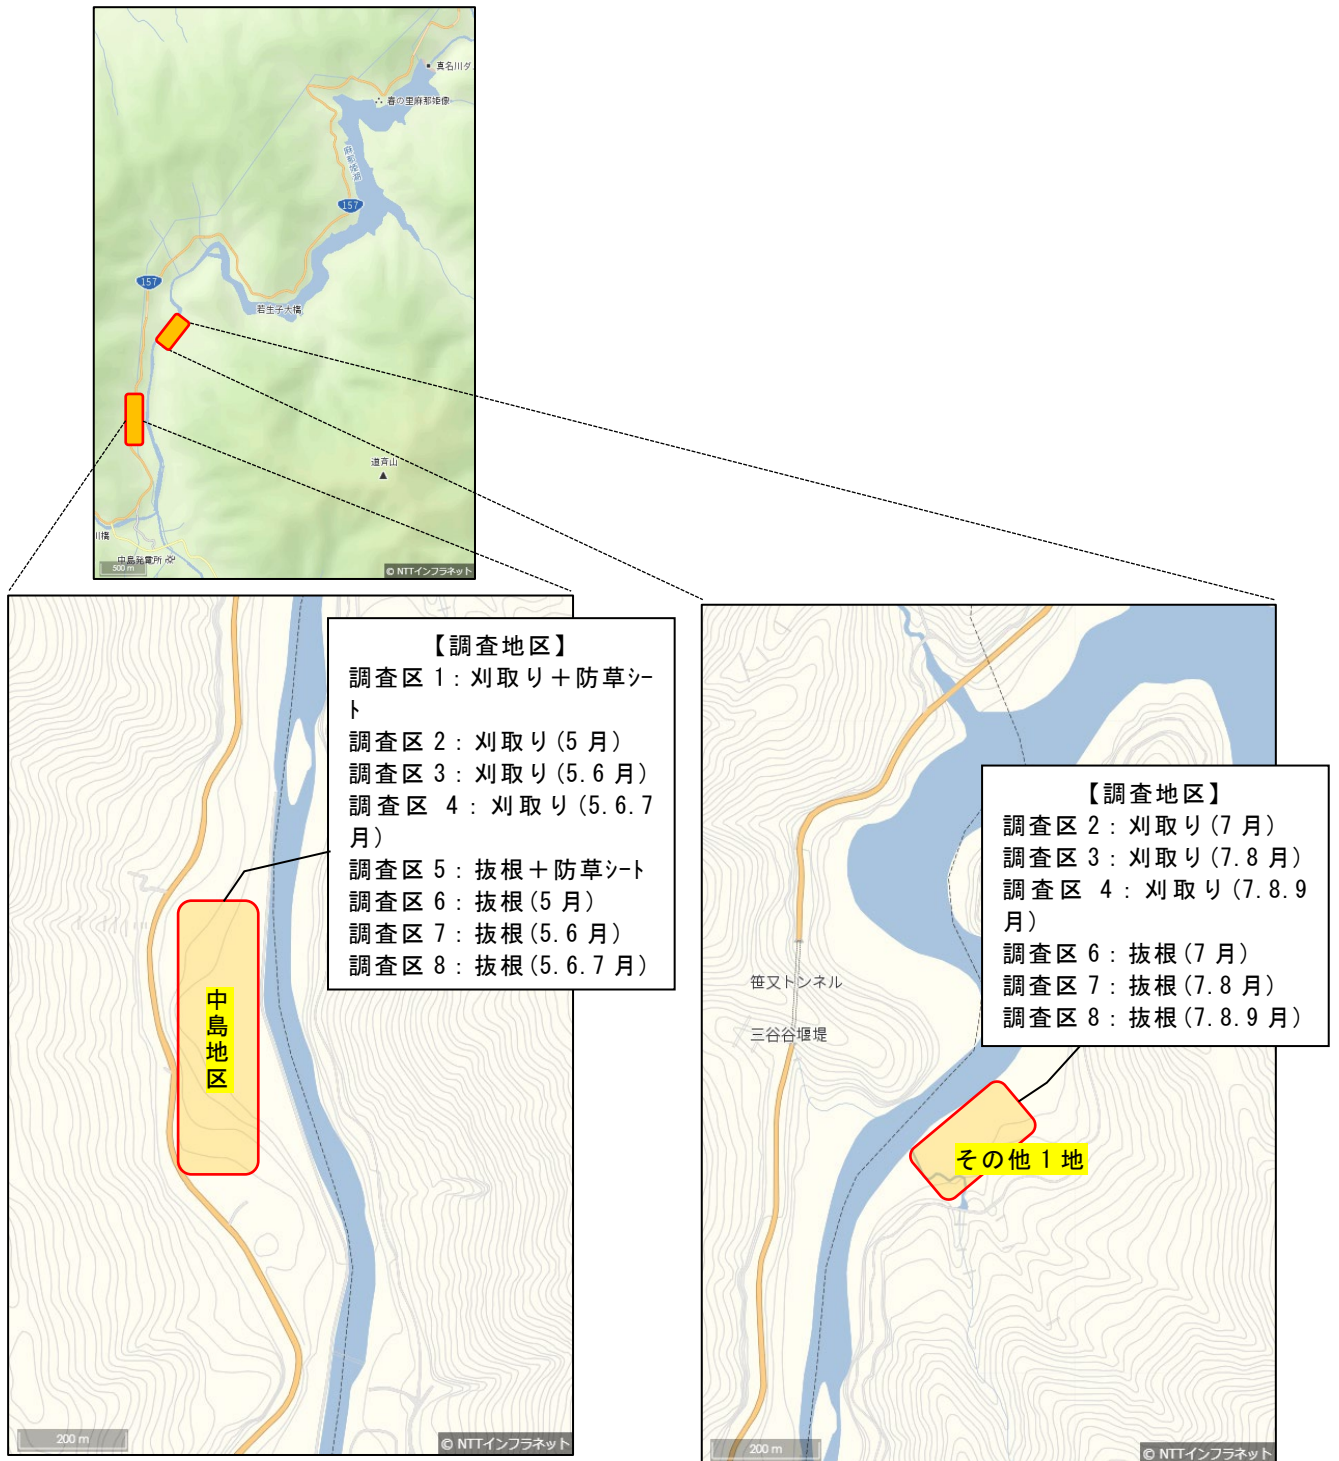 真名川ダ
春の里麻那姫像
麻那姫湖
157
157
若生子大橋
道斉山
川橋
中島発電所
500 m
© NTTインフラネット
【調査地区】
調査区 1：刈取り＋防草シー
ト
調査区 2：刈取り(5 月)
調査区 3：刈取り(5.6 月)
調査区 4：刈取り(5.6.7
月)
調査区 5：抜根＋防草シート
調査区 6：抜根(5 月)
調査区 7：抜根(5.6 月)
調査区 8：抜根(5.6.7 月)
中島地区
200 m
© NTTインフラネット
【調査地区】
調査区 2：刈取り(7 月)
調査区 3：刈取り(7.8 月)
調査区 4：刈取り(7.8.9
月)
調査区 6：抜根(7 月)
調査区 7：抜根(7.8 月)
調査区 8：抜根(7.8.9 月)
笹又トンネル
三谷谷堰堤
その他 1 地
200 m
© NTTインフラネット